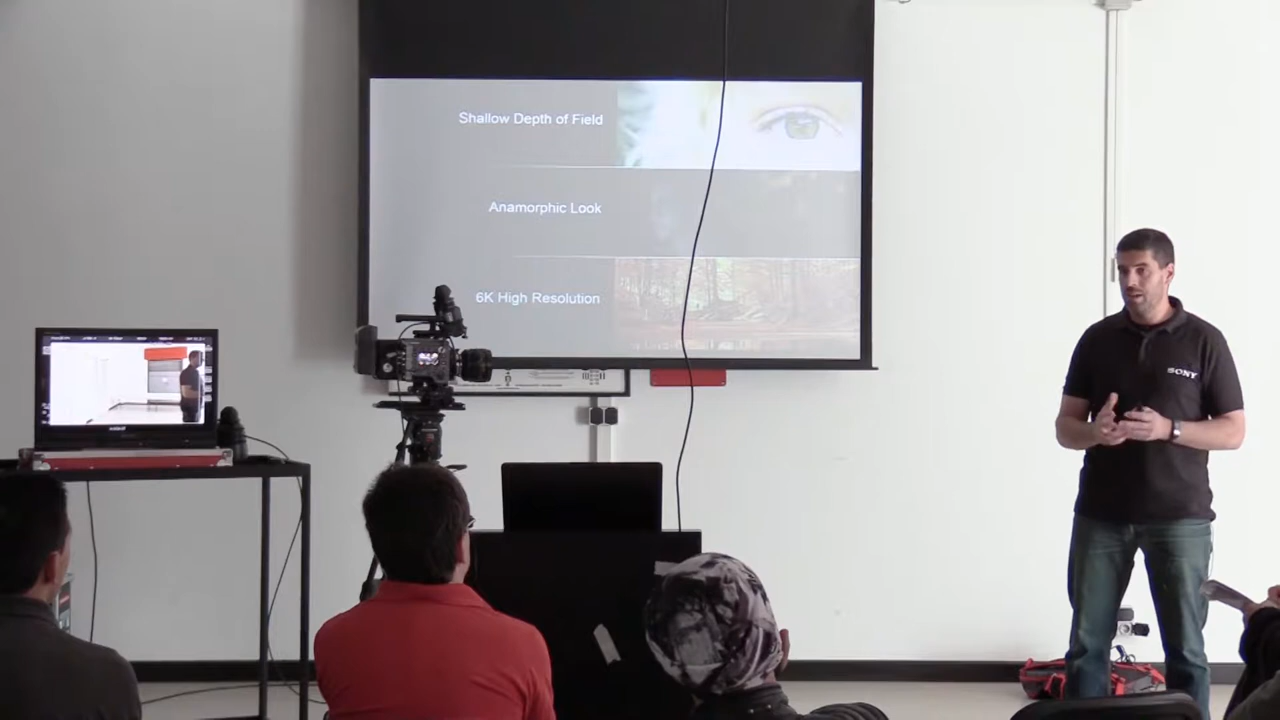 Shallow Depth of Field
Anamorphic Look
6K High Resolution
SONY